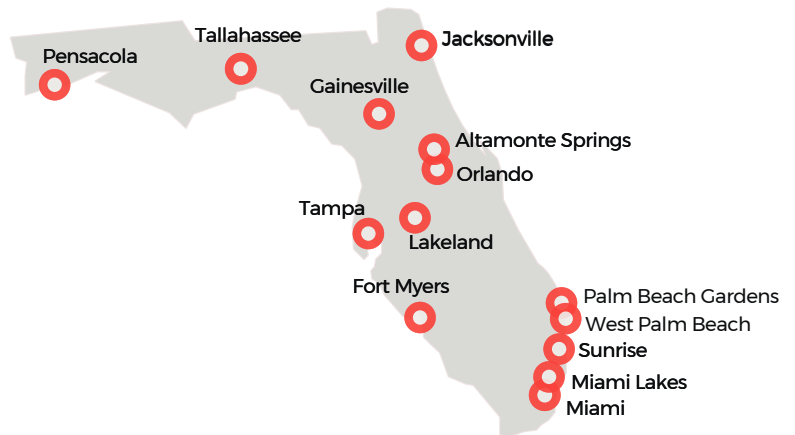 Tallahassee
Jacksonville
Pensacola
Gainesville
Altamonte Springs
Orlando
Tampa
Lakeland
Fort Myers
Palm Beach Gardens
West Palm Beach
Sunrise
Miami Lakes
Miami